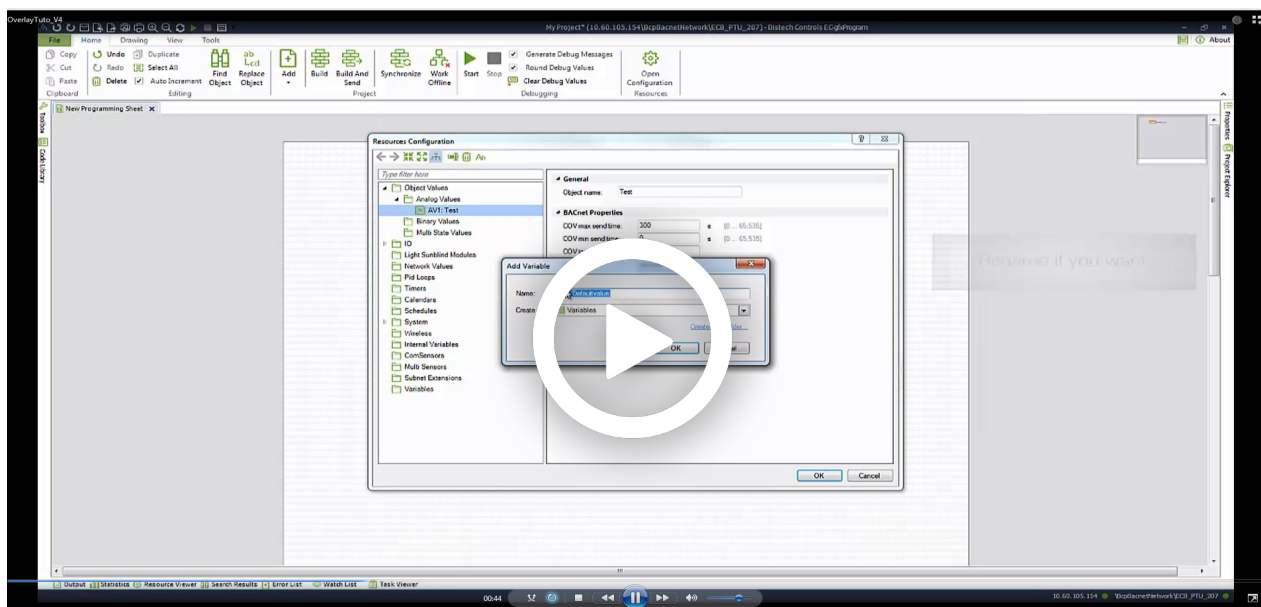 OverlayTuto_V4
My Project* (10.60.105.154\BcpBacnetNetwork\ECB_PTU_207) - Distech Controls EC-gfxProgram
File Home Drawing View Tools About
Copy Undo Duplicate
Cut Redo Select All
Paste Delete Auto Increment
Find Object
Replace Object
Add
Build
Build And Send
Synchronize
Work Offline
Start Stop
Generate Debug Messages
Round Debug Values
Clear Debug Values
Open Configuration
Clipboard Editing Project Debugging Resources
New Programming Sheet
Toolbox
Code Library
Properties
Project Explorer
Resources Configuration
Type filter here
Object Values
Analog Values
AV1: Test
Binary Values
Multi State Values
IO
Light Sunblind Modules
Network Values
Pid Loops
Timers
Calendars
Schedules
System
Wireless
Internal Variables
ComSensors
Multi Sensors
Subnet Extensions
Variables
General
Object name: Test
BACnet Properties
COV max send time: 300 s [0 ... 65,535]
COV min send time: 0 s [0 ... 65,535]
Add Variable
Name: Defaultvalue
Create Variables
OK
OK Cancel
Rename if you want
Output Statistics Resource Viewer Search Results Error List Watch List Task Viewer
00:44
10.60.105.154 \BcpBacnetNetwork\ECB_PTU_207